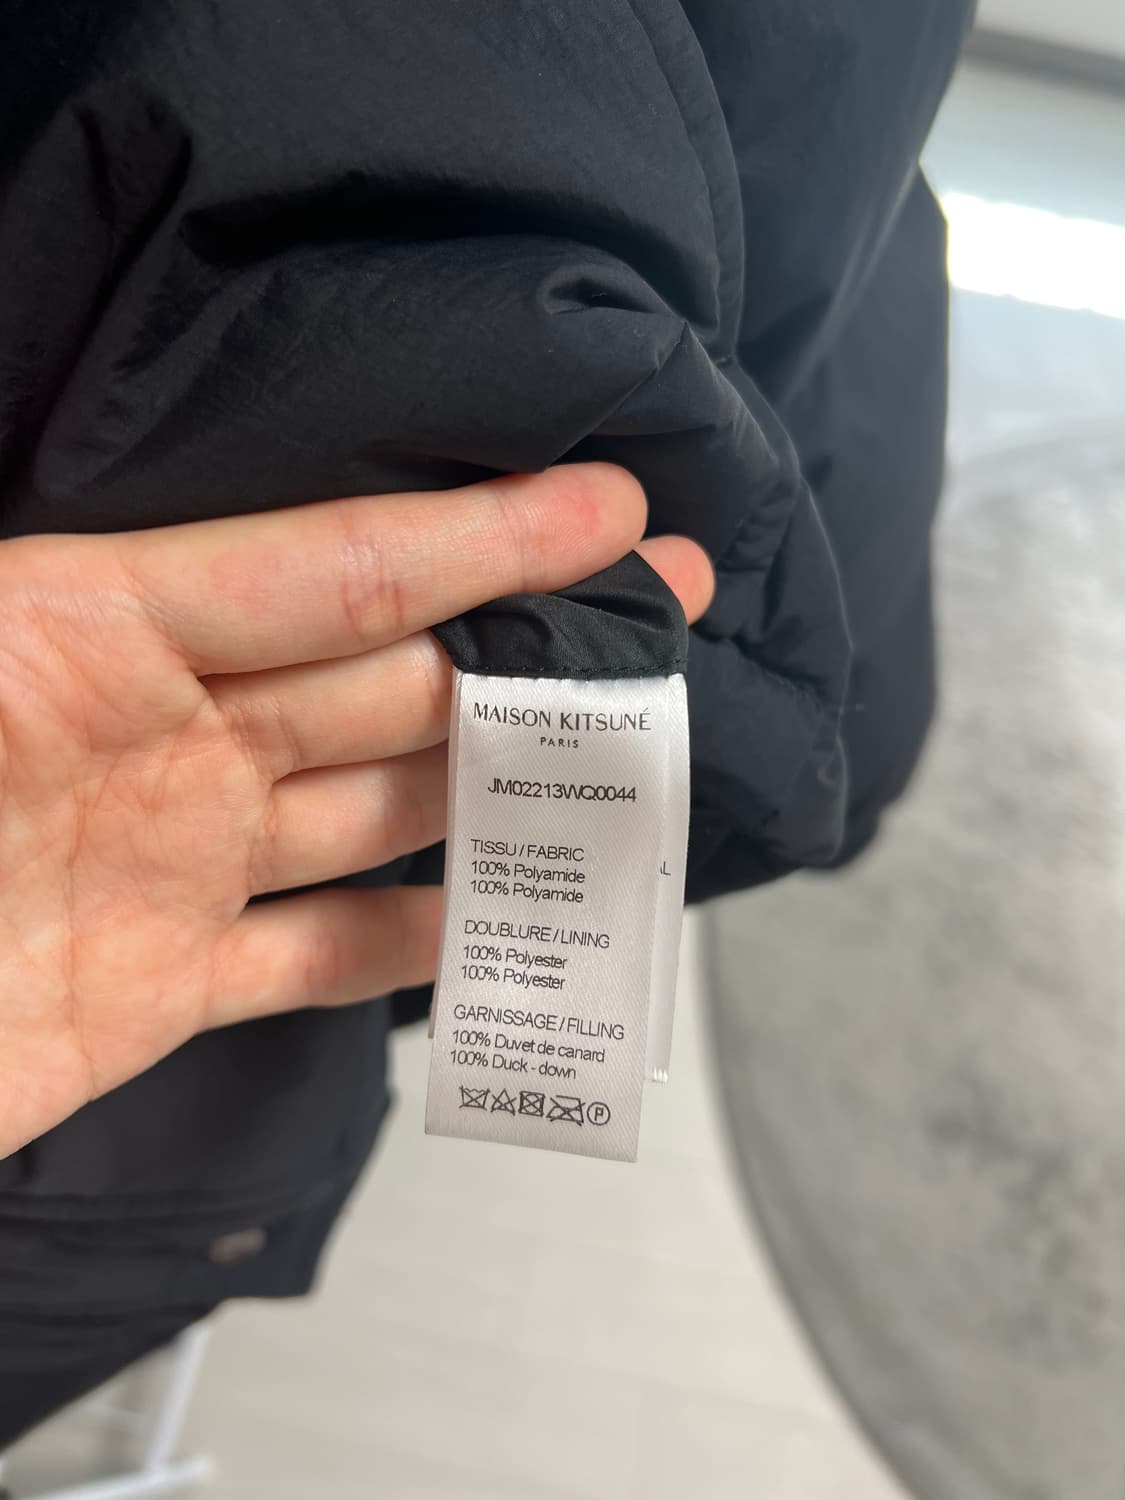 MAISON KITSUNÉ
PARIS
JM02213WQ0044
TISSU / FABRIC
100% Polyamide
100% Polyamide
DOUBLURE / LINING
100% Polyester
100% Polyester
GARNISSAGE / FILLING
100% Duvet de canard
100% Duck - down
P